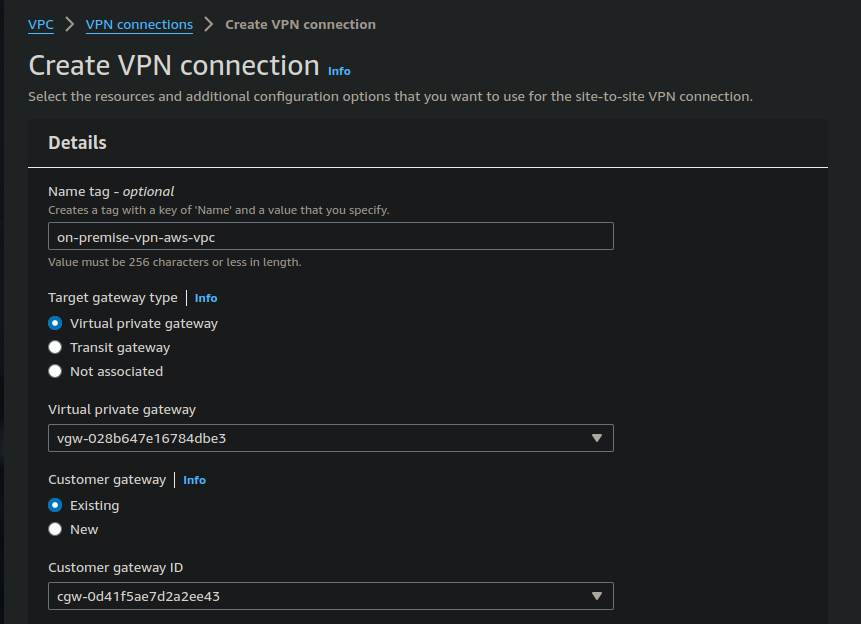 VPC > VPN connections > Create VPN connection
Create VPN connection Info
Select the resources and additional configuration options that you want to use for the site-to-site VPN connection.
Details
Name tag - optional
Creates a tag with a key of 'Name' and a value that you specify.
on-premise-vpn-aws-vpc
Value must be 256 characters or less in length.
Target gateway type | Info
Virtual private gateway
Transit gateway
Not associated
Virtual private gateway
vgw-028b647e16784dbe3
Customer gateway | Info
Existing
New
Customer gateway ID
cgw-0d41f5ae7d2a2ee43